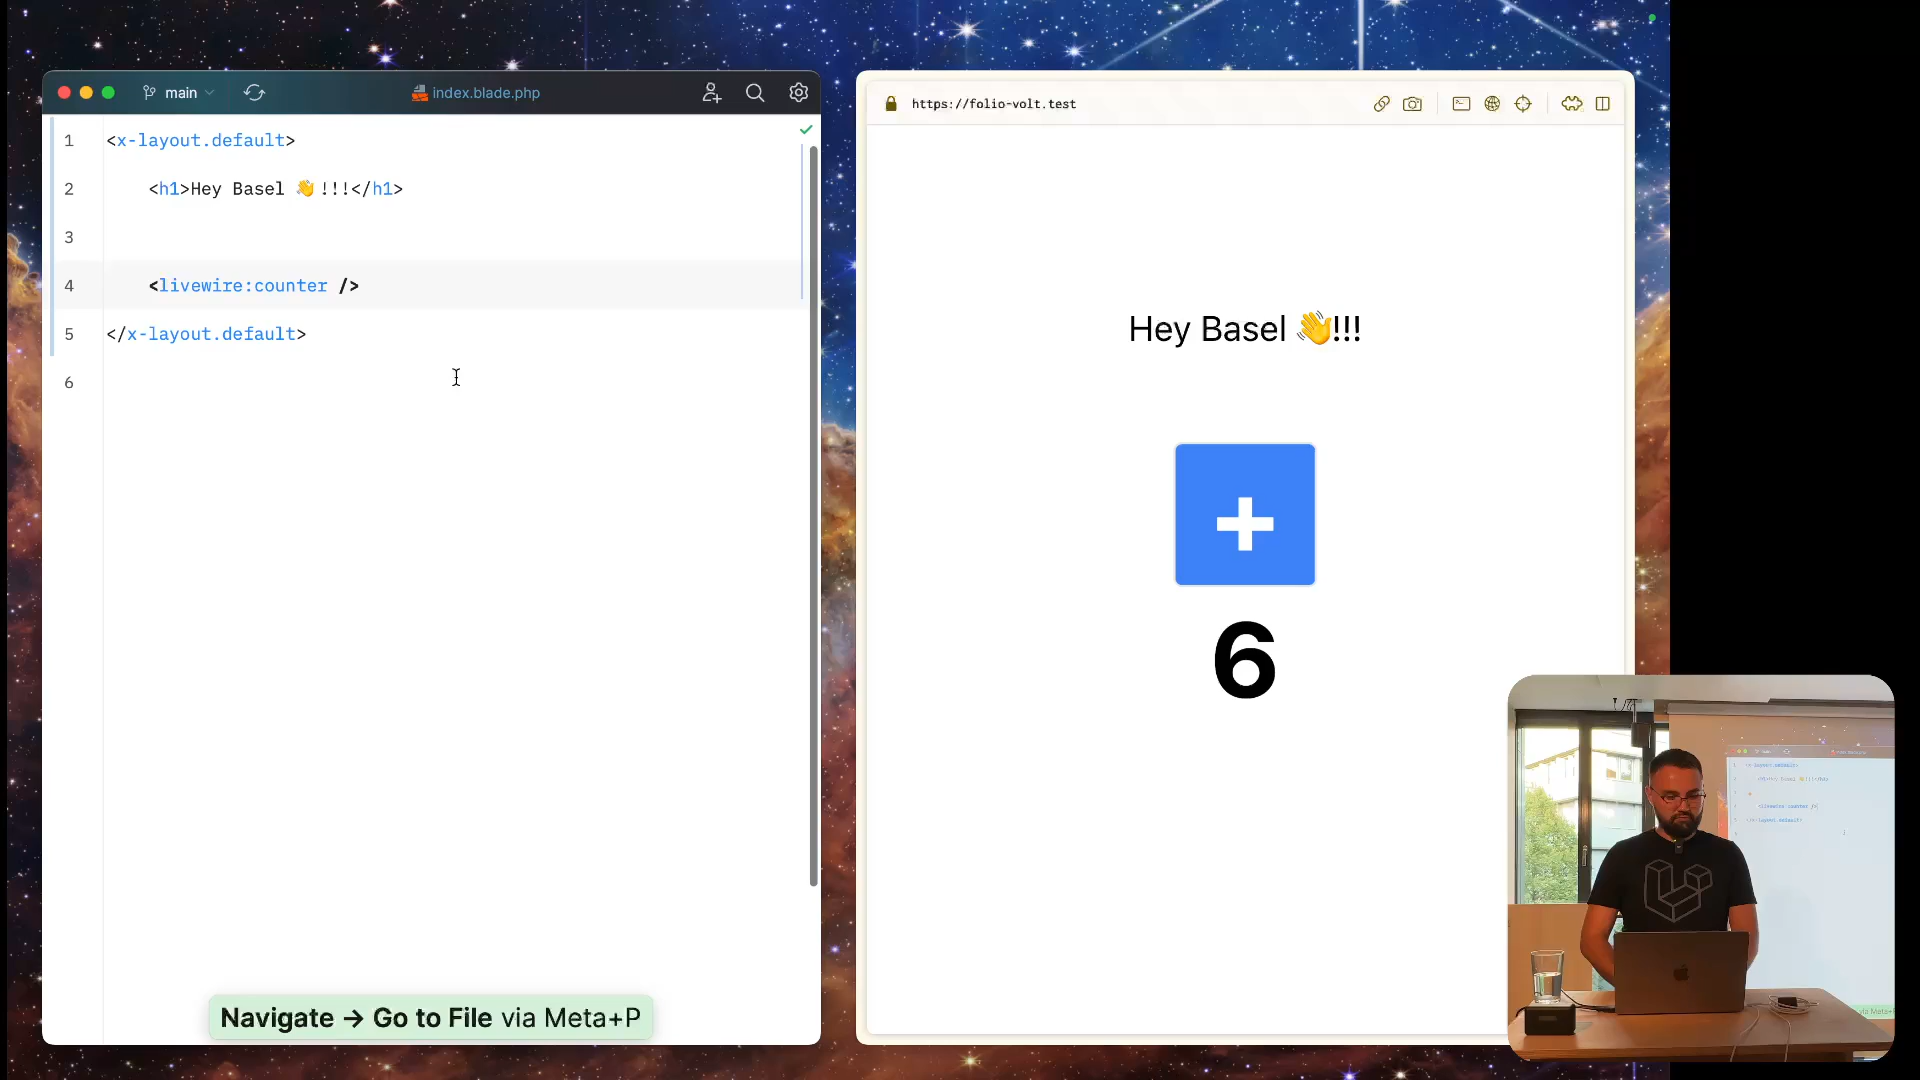 main
index.blade.php
1 <x-layout.default>
2 <h1>Hey Basel 👋!!!</h1>
3
4 <livewire:counter />
5 </x-layout.default>
6
Navigate → Go to File via Meta+P
https://folio-volt.test
Hey Basel 👋!!!
+
6